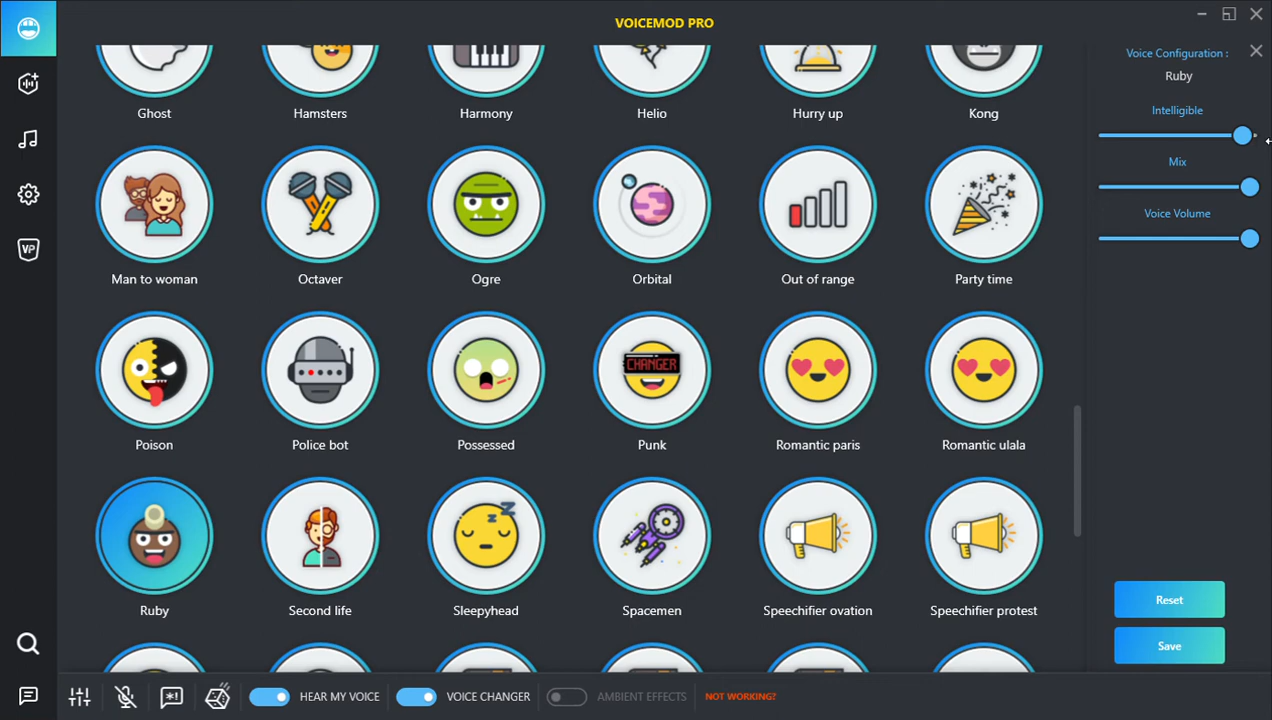 VOICEMOD PRO
Voice Configuration :
Ruby
Intelligible
Mix
Voice Volume
Ghost
Hamsters
Harmony
Helio
Hurry up
Kong
Man to woman
Octaver
Ogre
Orbital
Out of range
Party time
CHANGER
Poison
Police bot
Possessed
Punk
Romantic paris
Romantic ulala
Ruby
Second life
Sleepyhead
Spacemen
Speechifier ovation
Speechifier protest
Reset
Save
VP
HEAR MY VOICE
VOICE CHANGER
AMBIENT EFFECTS
NOT WORKING?